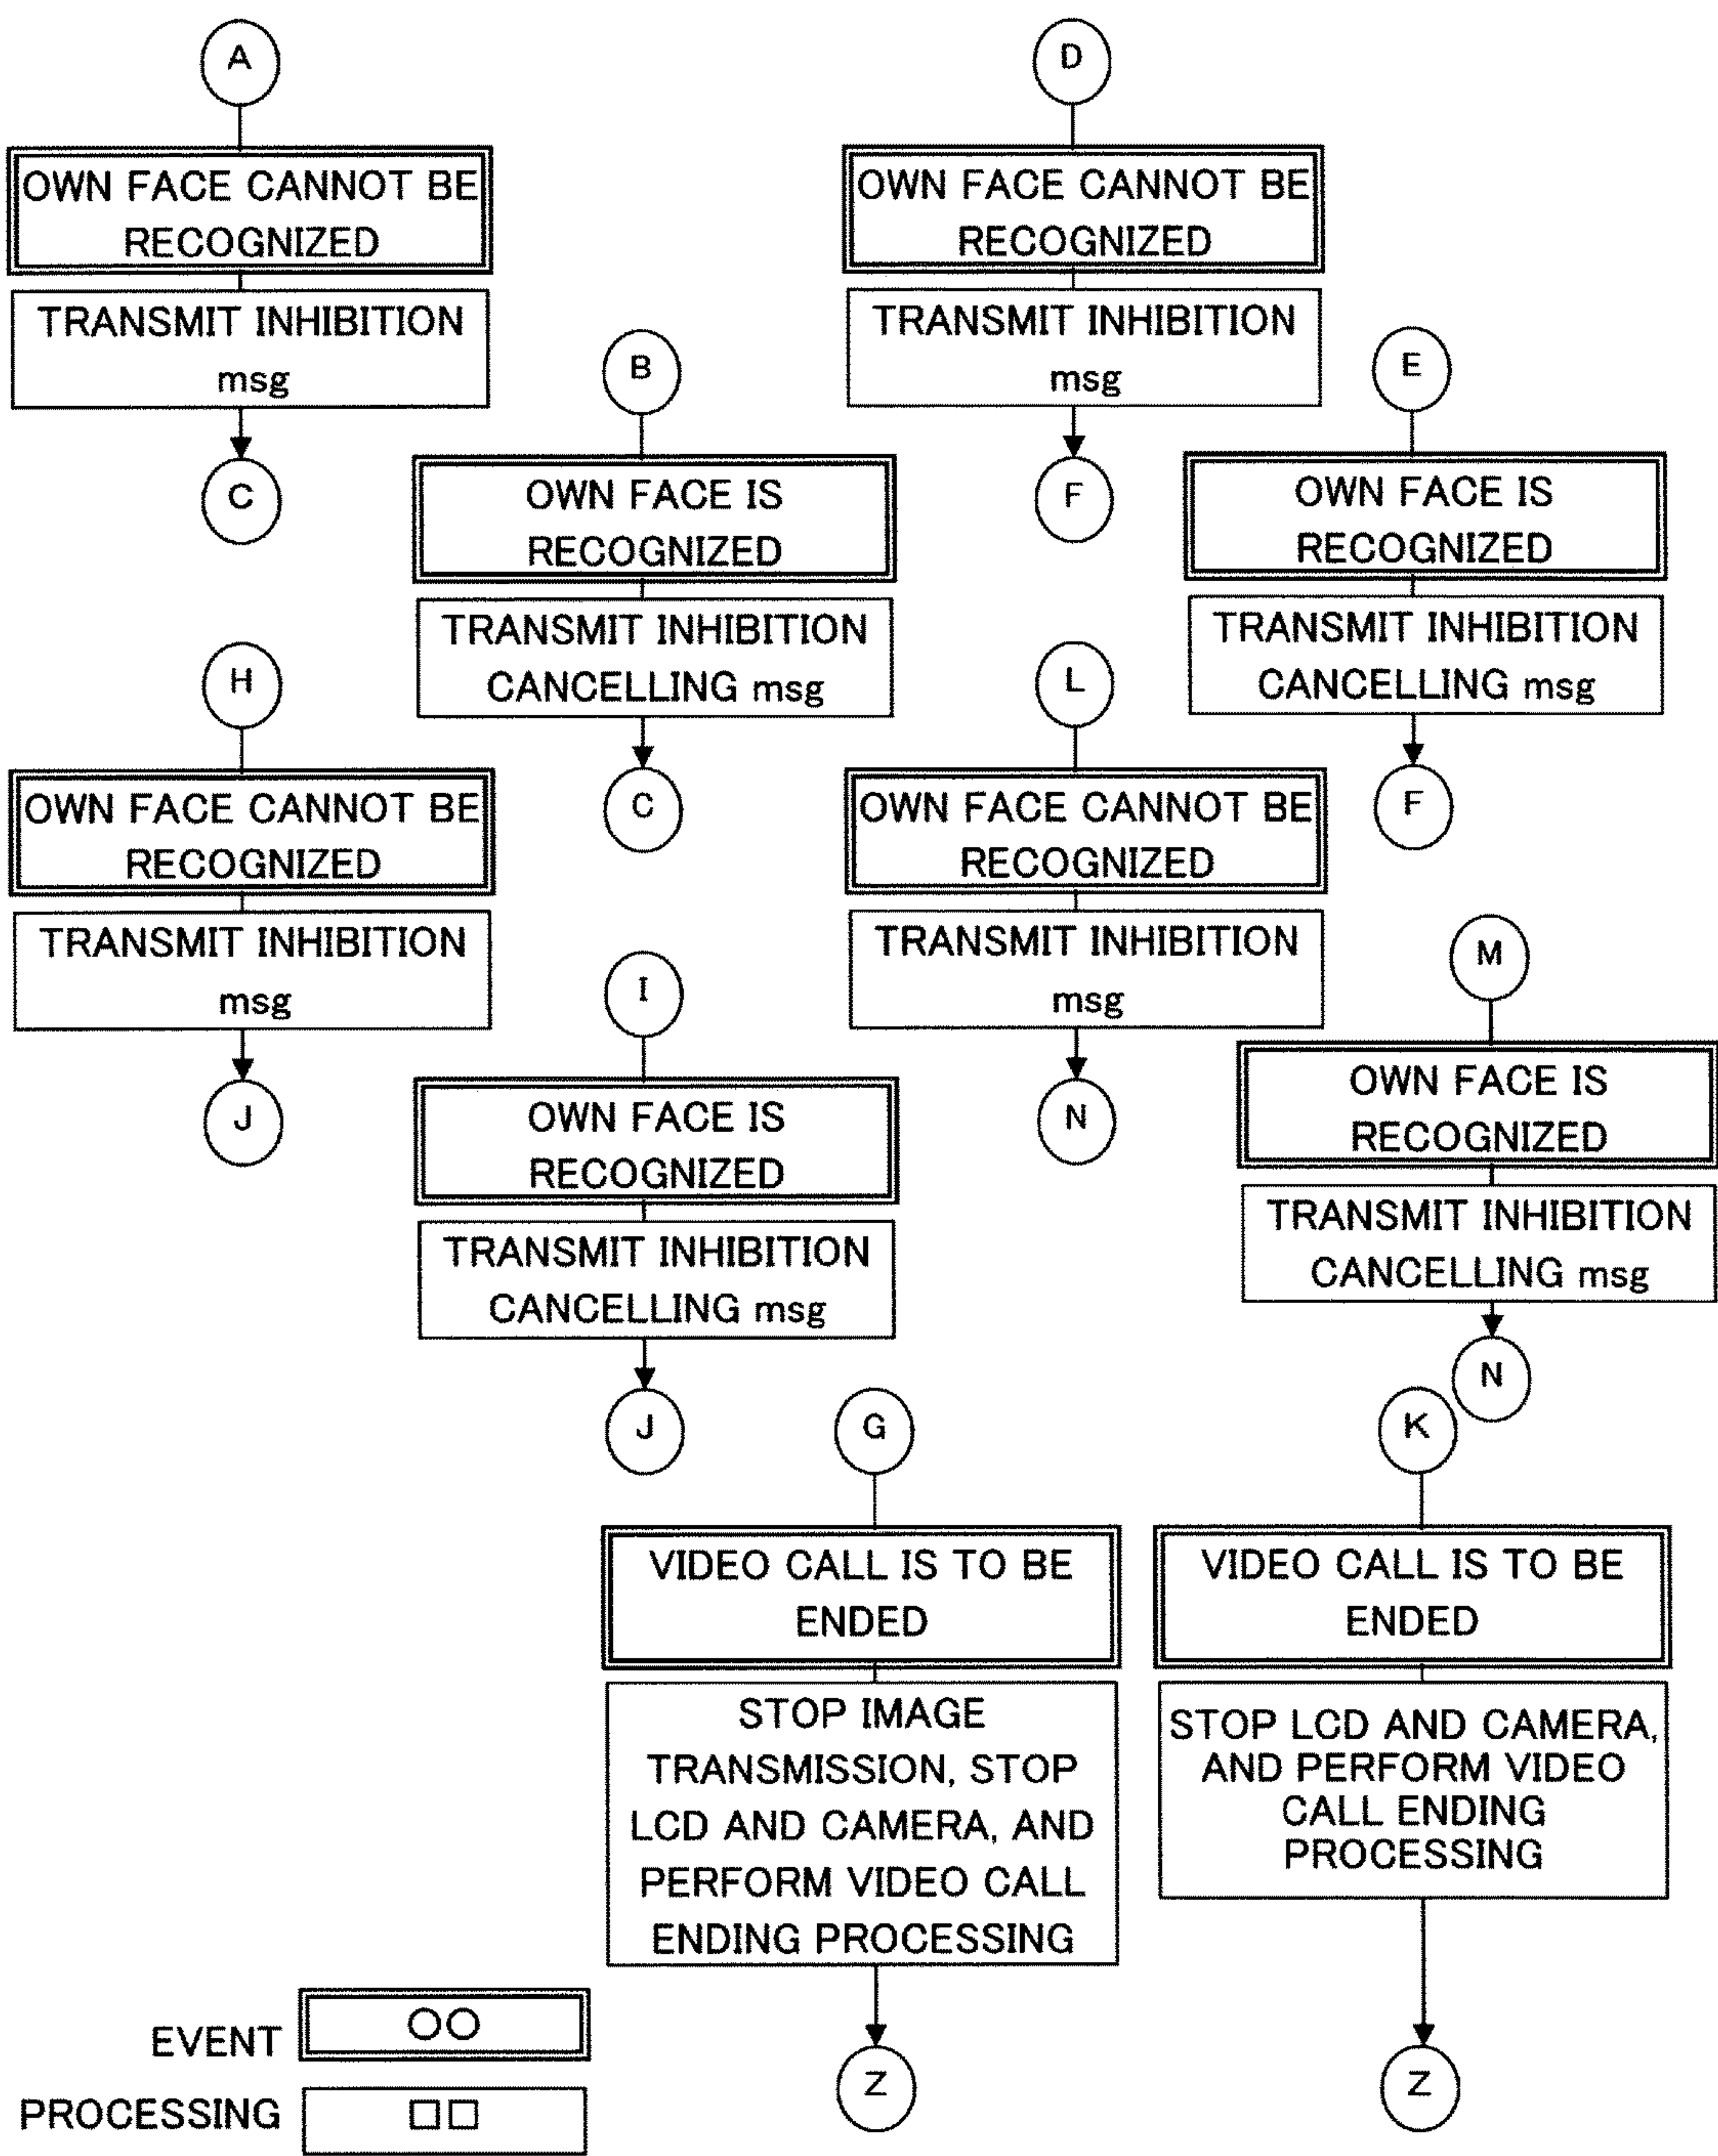 A
OWN FACE CANNOT BE
RECOGNIZED
TRANSMIT INHIBITION
msg
C
B
OWN FACE IS
RECOGNIZED
TRANSMIT INHIBITION
CANCELLING msg
C
D
OWN FACE CANNOT BE
RECOGNIZED
TRANSMIT INHIBITION
msg
F
E
OWN FACE IS
RECOGNIZED
TRANSMIT INHIBITION
CANCELLING msg
F
H
OWN FACE CANNOT BE
RECOGNIZED
TRANSMIT INHIBITION
msg
J
I
OWN FACE IS
RECOGNIZED
TRANSMIT INHIBITION
CANCELLING msg
J
L
OWN FACE CANNOT BE
RECOGNIZED
TRANSMIT INHIBITION
msg
N
M
OWN FACE IS
RECOGNIZED
TRANSMIT INHIBITION
CANCELLING msg
N
G
VIDEO CALL IS TO BE
ENDED
STOP IMAGE
TRANSMISSION, STOP
LCD AND CAMERA, AND
PERFORM VIDEO CALL
ENDING PROCESSING
Z
K
VIDEO CALL IS TO BE
ENDED
STOP LCD AND CAMERA,
AND PERFORM VIDEO
CALL ENDING
PROCESSING
Z
EVENT ○○
PROCESSING □□